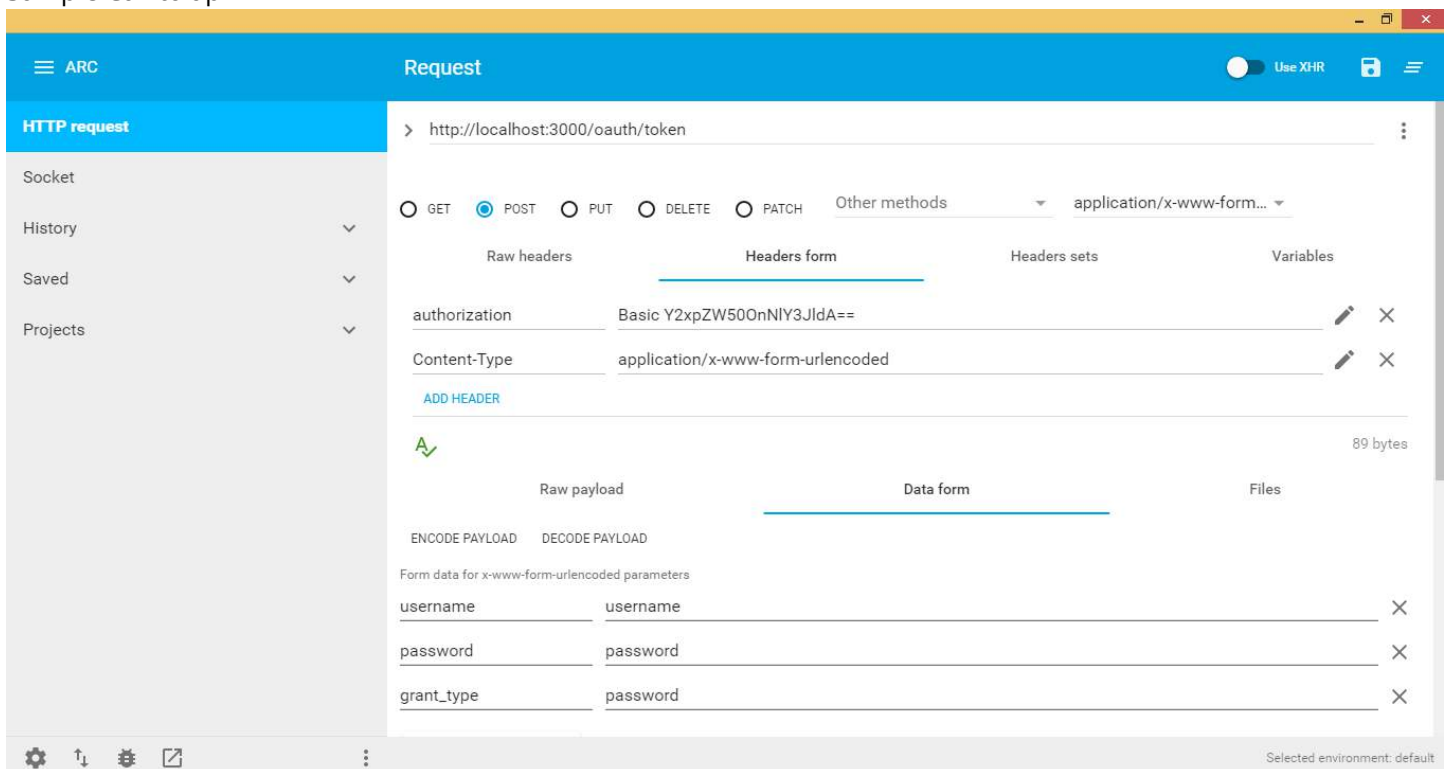 ARC
Request
Use XHR
HTTP request
http://localhost:3000/oauth/token
Socket
GET POST PUT DELETE PATCH Other methods application/x-www-form...
History
Raw headers Headers form Headers sets Variables
Saved
authorization Basic Y2xpZW50OnNlY3JldA==
Projects
Content-Type application/x-www-form-urlencoded
ADD HEADER
89 bytes
Raw payload Data form Files
ENCODE PAYLOAD DECODE PAYLOAD
Form data for x-www-form-urlencoded parameters
username username
password password
grant_type password
Selected environment: default